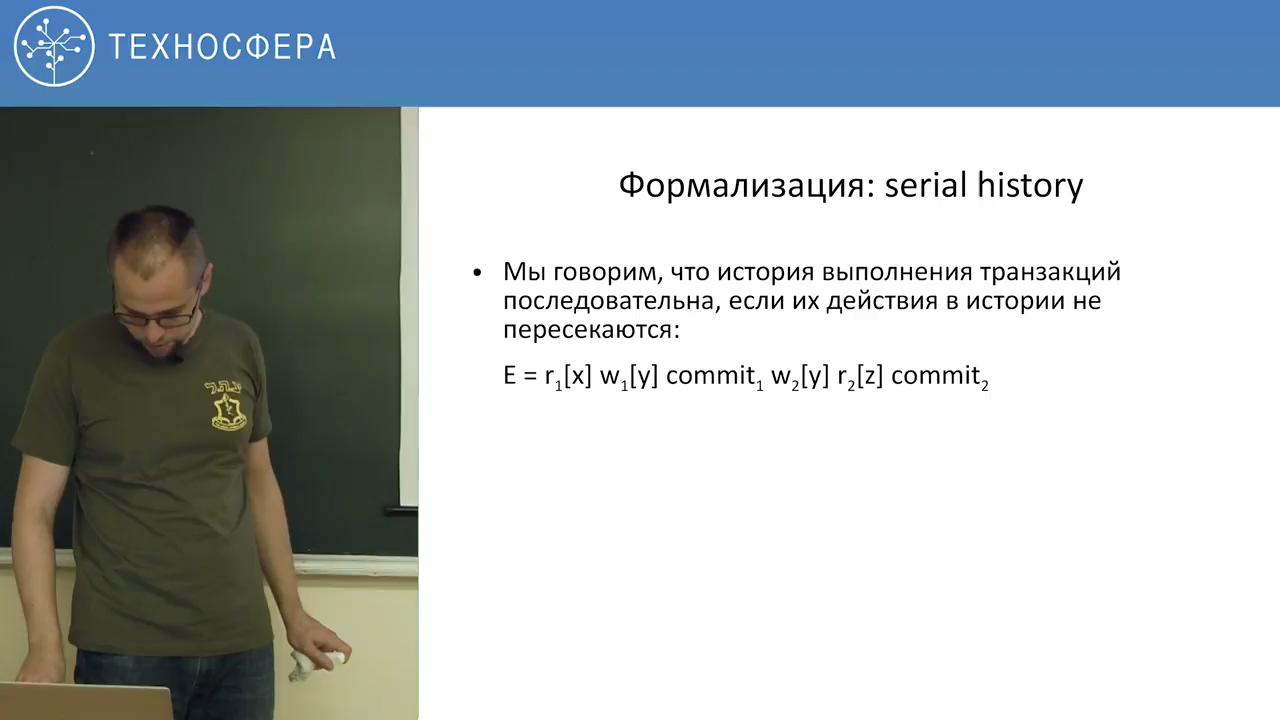 ТЕХНОСФЕРА
Формализация: serial history
• Мы говорим, что история выполнения транзакций
последовательна, если их действия в истории не
пересекаются:
E = r₁[x] w₁[y] commit₁ w₂[y] r₂[z] commit₂